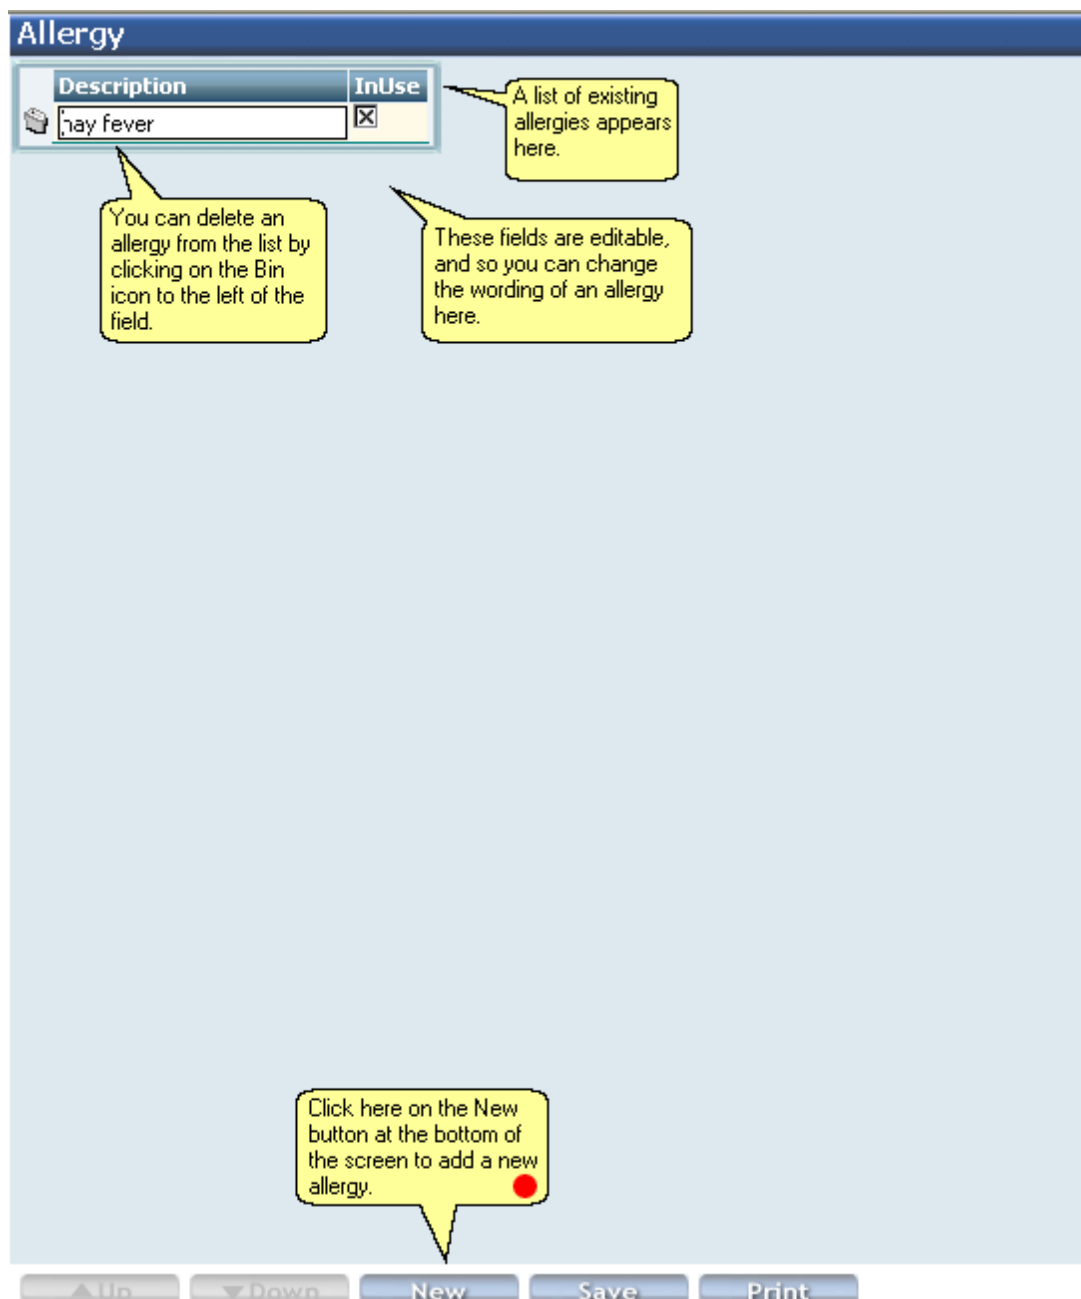 Allergy
Description InUse
hay fever
A list of existing
allergies appears
here.
You can delete an
allergy from the list by
clicking on the Bin
icon to the left of the
field.
These fields are editable,
and so you can change
the wording of an allergy
here.
Click here on the New
button at the bottom of
the screen to add a new
allergy.
Up Down New Save Print